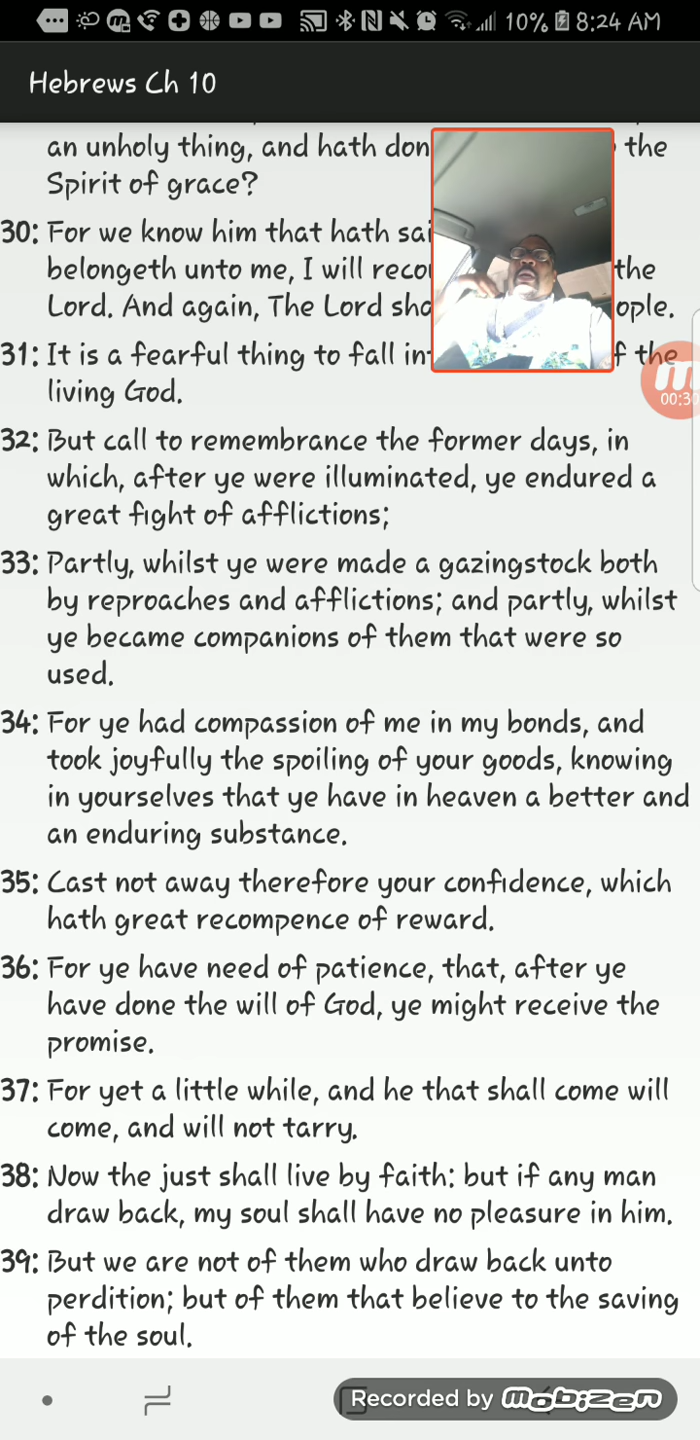 10% 8:24 AM
Hebrews Ch 10
an unholy thing, and hath don the
Spirit of grace?
30: For we know him that hath sai
belongeth unto me, I will reco the
Lord. And again, The Lord sha ople.
31: It is a fearful thing to fall in f the
living God.
00:30
32: But call to remembrance the former days, in
which, after ye were illuminated, ye endured a
great fight of afflictions;
33: Partly, whilst ye were made a gazingstock both
by reproaches and afflictions; and partly, whilst
ye became companions of them that were so
used.
34: For ye had compassion of me in my bonds, and
took joyfully the spoiling of your goods, knowing
in yourselves that ye have in heaven a better and
an enduring substance.
35: Cast not away therefore your confidence, which
hath great recompence of reward.
36: For ye have need of patience, that, after ye
have done the will of God, ye might receive the
promise.
37: For yet a little while, and he that shall come will
come, and will not tarry.
38: Now the just shall live by faith: but if any man
draw back, my soul shall have no pleasure in him.
39: But we are not of them who draw back unto
perdition; but of them that believe to the saving
of the soul.
Recorded by mobizen